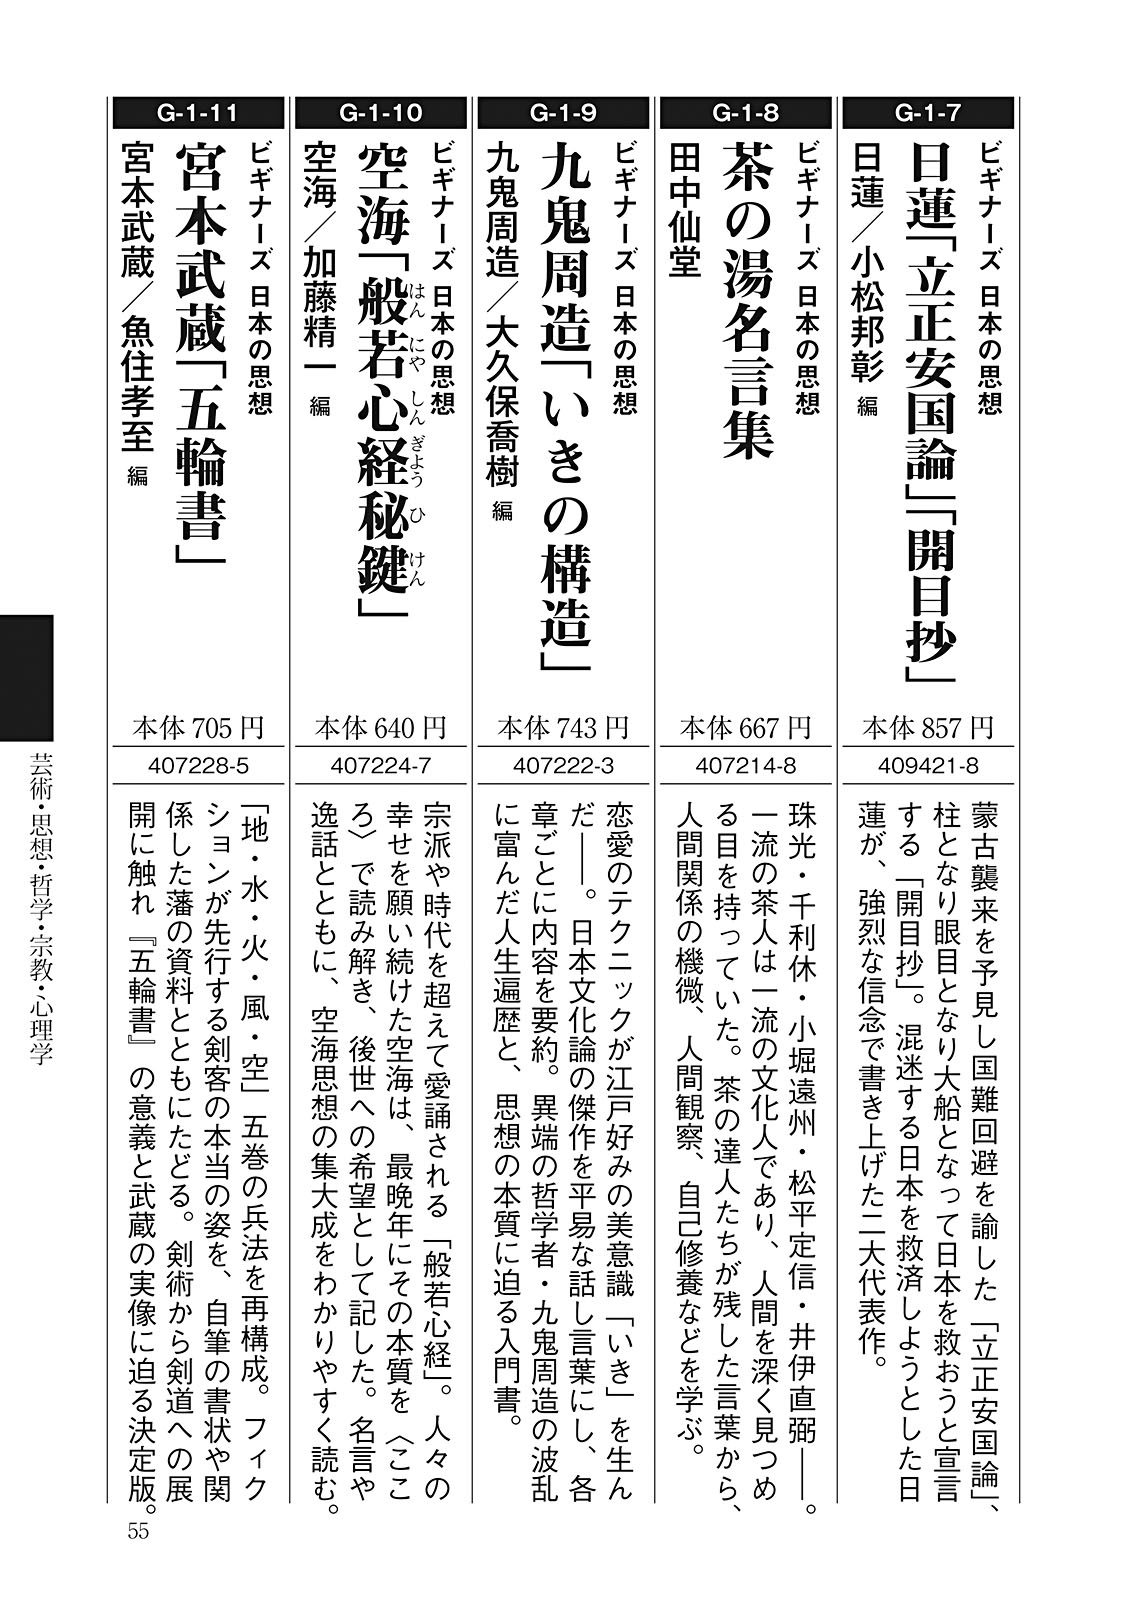 G-1-7
ビギナーズ 日本の思想
日蓮「立正安国論」「開目抄」
日蓮／小松邦彰 編
本体857円
409421-8
蒙古襲来を予見し国難回避を諭した「立正安国論」、
柱となり眼目となり大船となって日本を救おうと宣言
する「開目抄」。混迷する日本を救済しようとした日
蓮が、強烈な信念で書き上げた二大代表作。
G-1-8
ビギナーズ 日本の思想
茶の湯名言集
田中仙堂
本体667円
407214-8
珠光・千利休・小堀遠州・松平定信・井伊直弼――。
一流の茶人は一流の文化人であり、人間を深く見つめ
る目を持っていた。茶の達人たちが残した言葉から、
人間関係の機微、人間観察、自己修養などを学ぶ。
G-1-9
ビギナーズ 日本の思想
九鬼周造「いきの構造」
九鬼周造／大久保喬樹 編
本体743円
407222-3
恋愛のテクニックが江戸好みの美意識「いき」を生ん
だ――。日本文化論の傑作を平易な話し言葉にし、各
章ごとに内容を要約。異端の哲学者・九鬼周造の波乱
に富んだ人生遍歴と、思想の本質に迫る入門書。
G-1-10
ビギナーズ 日本の思想
空海「般若心経秘鍵」
はん にや しん ぎよう ひ けん
空海／加藤精一 編
本体640円
407224-7
宗派や時代を超えて愛誦される「般若心経」。人々の
幸せを願い続けた空海は、最晩年にその本質を〈ここ
ろ〉で読み解き、後世への希望として記した。名言や
逸話とともに、空海思想の集大成をわかりやすく読む。
G-1-11
ビギナーズ 日本の思想
宮本武蔵「五輪書」
宮本武蔵／魚住孝至 編
本体705円
407228-5
「地・水・火・風・空」五巻の兵法を再構成。フィク
ションが先行する剣客の本当の姿を、自筆の書状や関
係した藩の資料とともにたどる。剣術から剣道への展
開に触れ『五輪書』の意義と武蔵の実像に迫る決定版。
芸術・思想・哲学・宗教・心理学
55